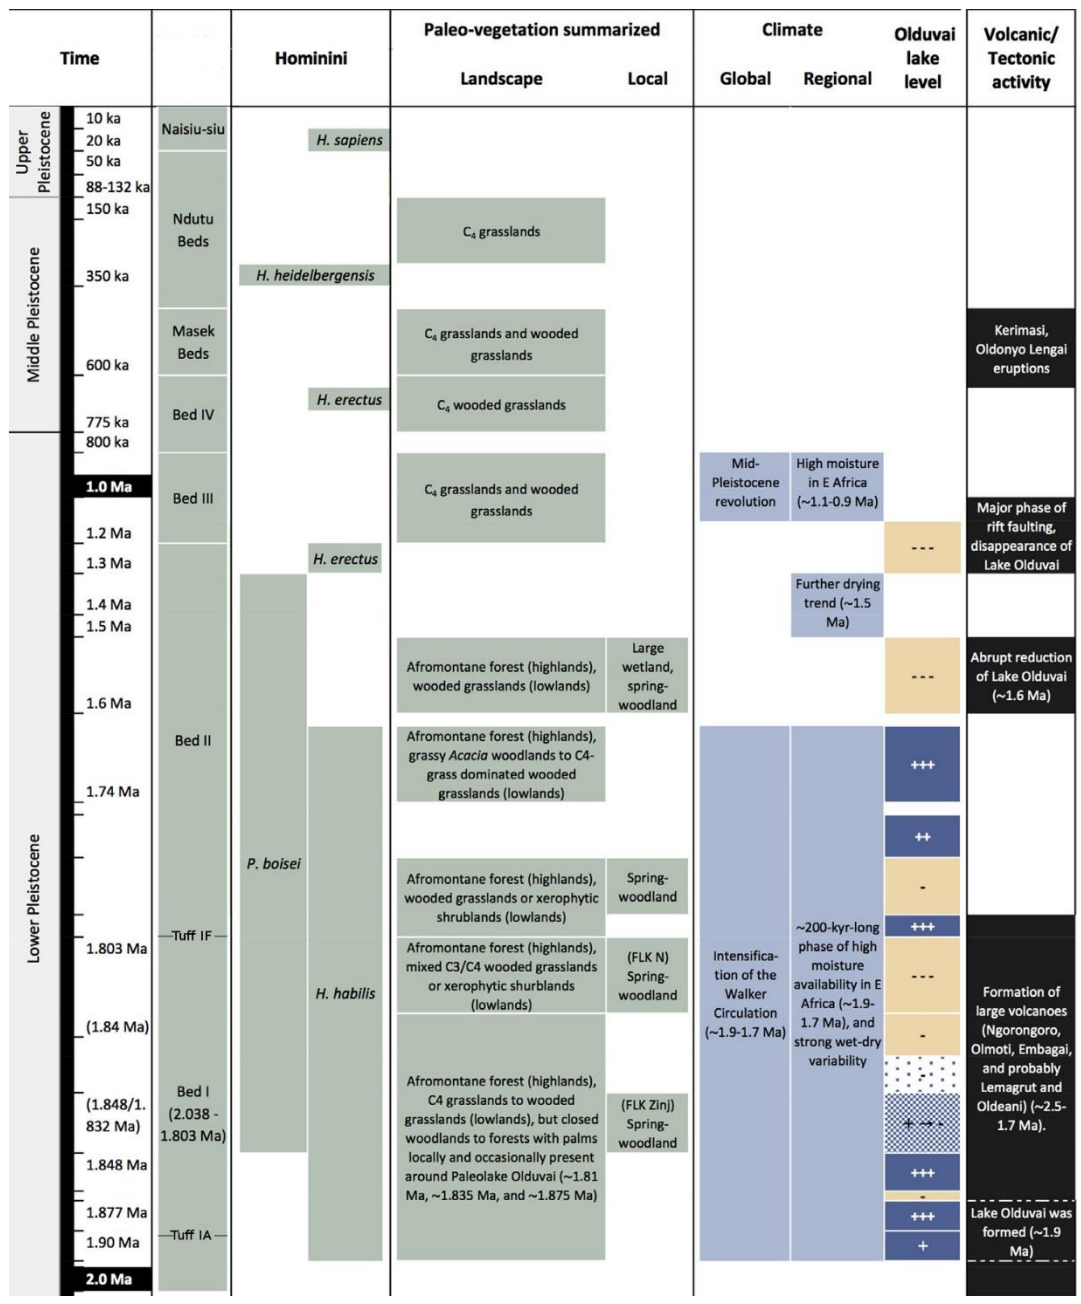 Time
Hominini
Paleo-vegetation summarized
Landscape
Local
Climate
Global
Regional
Olduvai
lake
level
Volcanic/
Tectonic
activity
Upper
Pleistocene
Middle Pleistocene
Lower Pleistocene
10 ka
20 ka
50 ka
88-132 ka
150 ka
350 ka
600 ka
775 ka
800 ka
1.0 Ma
1.2 Ma
1.3 Ma
1.4 Ma
1.5 Ma
1.6 Ma
1.74 Ma
1.803 Ma
(1.84 Ma)
(1.848/1.
832 Ma)
1.848 Ma
1.877 Ma
1.90 Ma
2.0 Ma
Naisiu-siu
Ndutu
Beds
Masek
Beds
Bed IV
Bed III
Bed II
Tuff IF
Bed I
(2.038 -
1.803 Ma)
Tuff IA
H. sapiens
H. heidelbergensis
H. erectus
H. erectus
P. boisei
H. habilis
C₄ grasslands
C₄ grasslands and wooded
grasslands
C₄ wooded grasslands
C₄ grasslands and wooded
grasslands
Afromontane forest (highlands),
wooded grasslands (lowlands)
Afromontane forest (highlands),
grassy Acacia woodlands to C4-
grass dominated wooded
grasslands (lowlands)
Afromontane forest (highlands),
wooded grasslands or xerophytic
shrublands (lowlands)
Afromontane forest (highlands),
mixed C3/C4 wooded grasslands
or xerophytic shurblands
(lowlands)
Afromontane forest (highlands),
C4 grasslands to wooded
grasslands (lowlands), but closed
woodlands to forests with palms
locally and occasionally present
around Paleolake Olduvai (~1.81
Ma, ~1.835 Ma, and ~1.875 Ma)
Large
wetland,
spring-
woodland
Spring-
woodland
(FLK N)
Spring-
woodland
(FLK Zinj)
Spring-
woodland
Mid-
Pleistocene
revolution
Intensifica-
tion of the
Walker
Circulation
(~1.9-1.7 Ma)
High moisture
in E Africa
(~1.1-0.9 Ma)
Further drying
trend (~1.5
Ma)
~200-kyr-long
phase of high
moisture
availability in E
Africa (~1.9-
1.7 Ma), and
strong wet-dry
variability
- - -
- - -
+++
++
-
+++
- - -
-
-
+ → -
+++
-
+++
+
Kerimasi,
Oldonyo Lengai
eruptions
Major phase of
rift faulting,
disappearance of
Lake Olduvai
Abrupt reduction
of Lake Olduvai
(~1.6 Ma)
Formation of
large volcanoes
(Ngorongoro,
Olmoti, Embagai,
and probably
Lemagrut and
Oldeani) (~2.5-
1.7 Ma).
Lake Olduvai was
formed (~1.9
Ma)